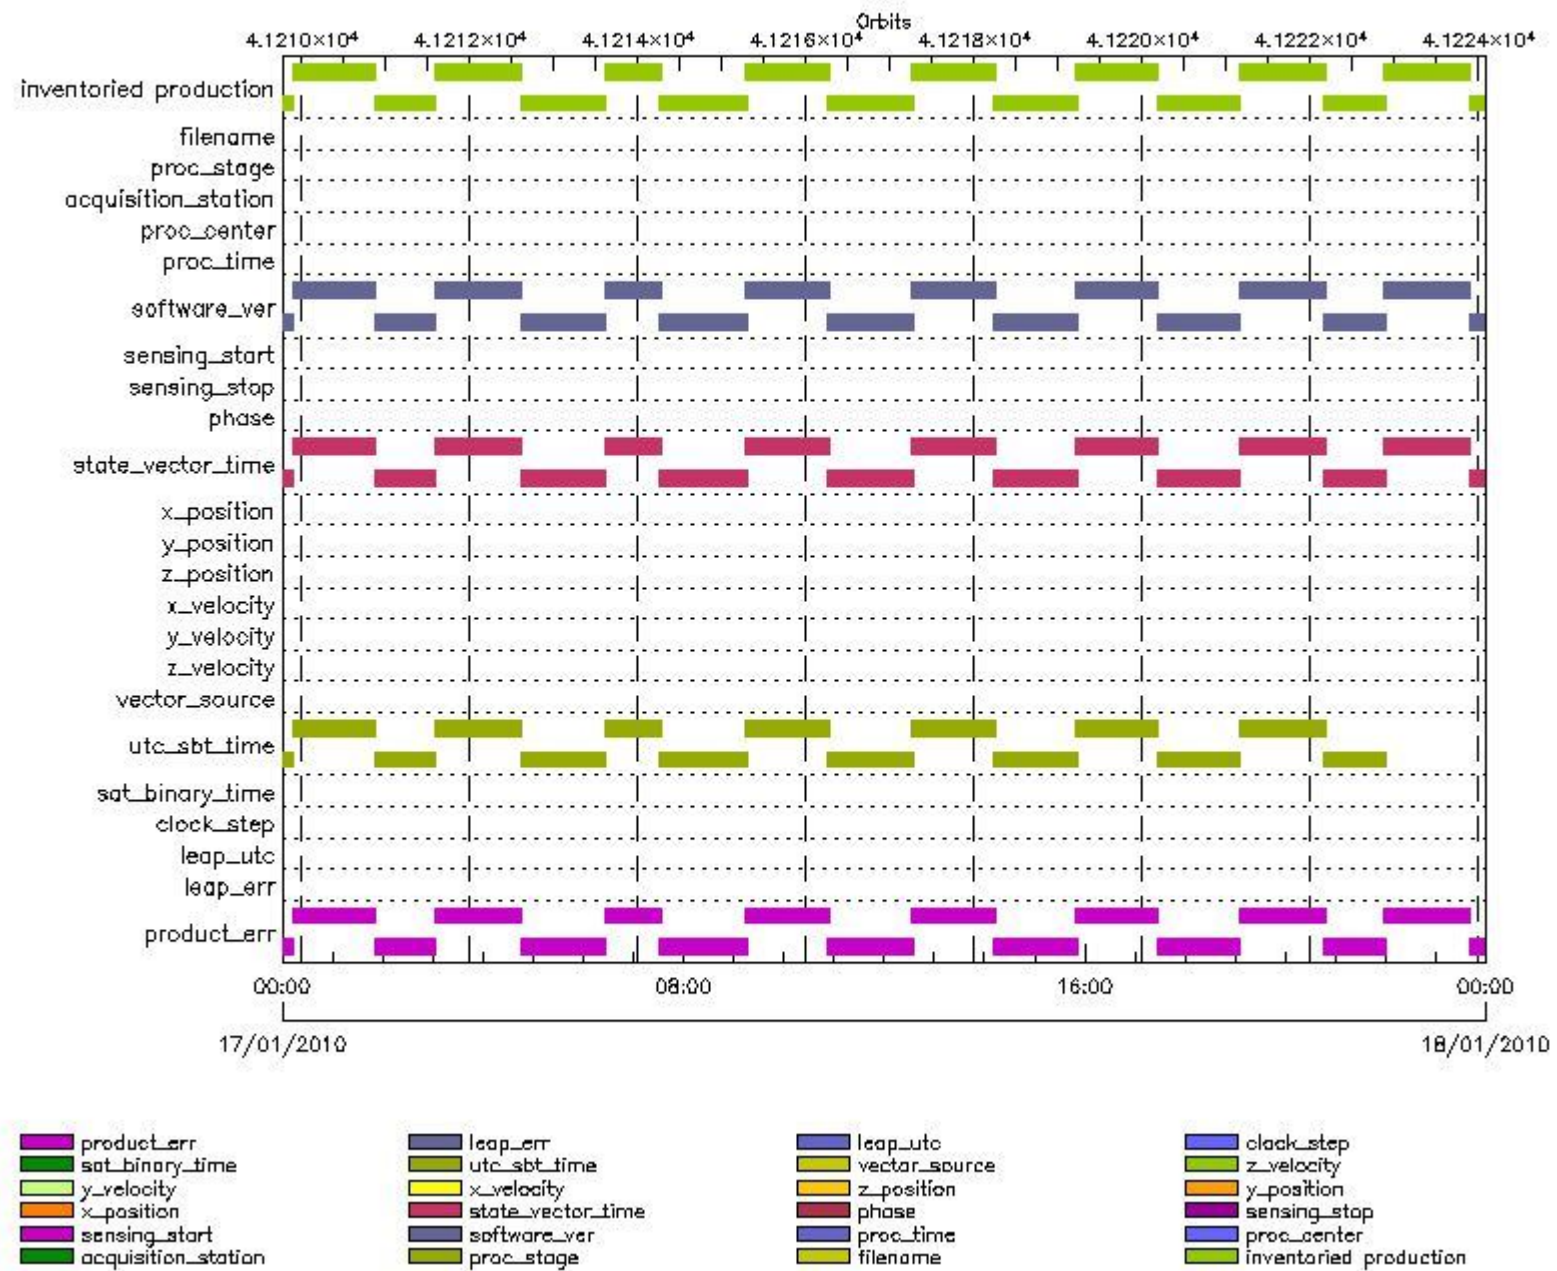 Orbits
4.1210×10⁴ 4.1212×10⁴ 4.1214×10⁴ 4.1216×10⁴ 4.1218×10⁴ 4.1220×10⁴ 4.1222×10⁴ 4.1224×10⁴
inventoried production
filename
proc_stage
acquisition_station
proc_center
proc_time
software_ver
sensing_start
sensing_stop
phase
state_vector_time
x_position
y_position
z_position
x_velocity
y_velocity
z_velocity
vector_source
utc_sbt_time
sat_binary_time
clock_step
leap_utc
leap_err
product_err
00:00 08:00 16:00 00:00
17/01/2010 18/01/2010
product_err leap_err leap_utc clock_step
sat_binary_time utc_sbt_time vector_source z_velocity
y_velocity x_velocity z_position y_position
x_position state_vector_time phase sensing_stop
sensing_start software_ver proc_time proc_center
acquisition_station proc_stage filename inventoried production